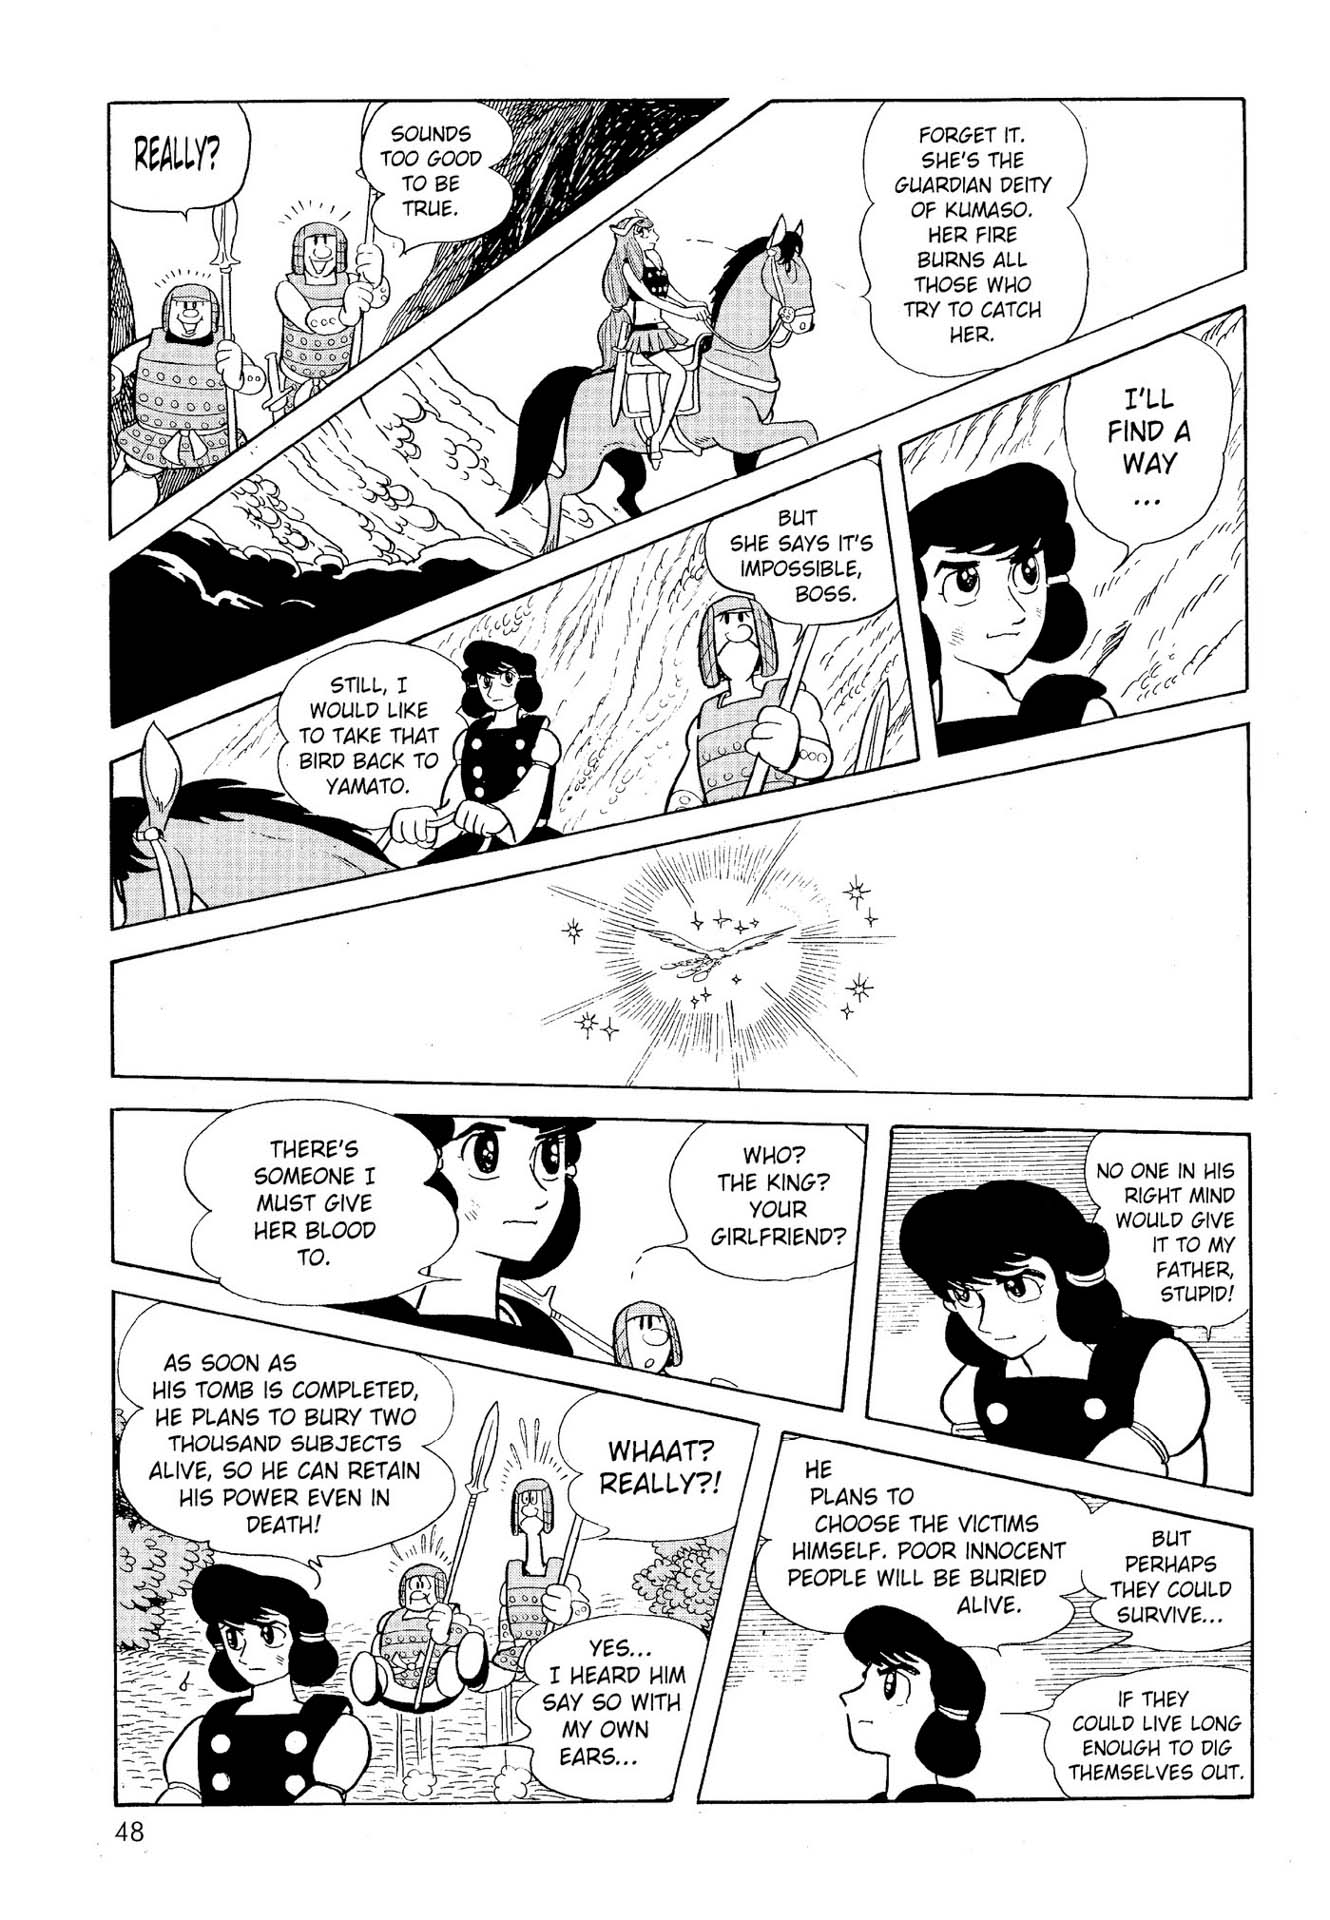 REALLY?
SOUNDS
TOO GOOD
TO BE
TRUE.
FORGET IT.
SHE'S THE
GUARDIAN DEITY
OF KUMASO.
HER FIRE
BURNS ALL
THOSE WHO
TRY TO CATCH
HER.
STILL, I
WOULD LIKE
TO TAKE THAT
BIRD BACK TO
YAMATO.
BUT
SHE SAYS IT'S
IMPOSSIBLE,
BOSS.
I'LL
FIND A
WAY
...
THERE'S
SOMEONE I
MUST GIVE
HER BLOOD
TO.
WHO?
THE KING?
YOUR
GIRLFRIEND?
NO ONE IN HIS
RIGHT MIND
WOULD GIVE
IT TO MY
FATHER,
STUPID!
AS SOON AS
HIS TOMB IS COMPLETED,
HE PLANS TO BURY TWO
THOUSAND SUBJECTS
ALIVE, SO HE CAN RETAIN
HIS POWER EVEN IN
DEATH!
WHAAT?
REALLY?!
YES...
I HEARD HIM
SAY SO WITH
MY OWN
EARS...
HE
PLANS TO
CHOOSE THE VICTIMS
HIMSELF. POOR INNOCENT
PEOPLE WILL BE BURIED
ALIVE.
BUT
PERHAPS
THEY COULD
SURVIVE...
IF THEY
COULD LIVE LONG
ENOUGH TO DIG
THEMSELVES OUT.
48